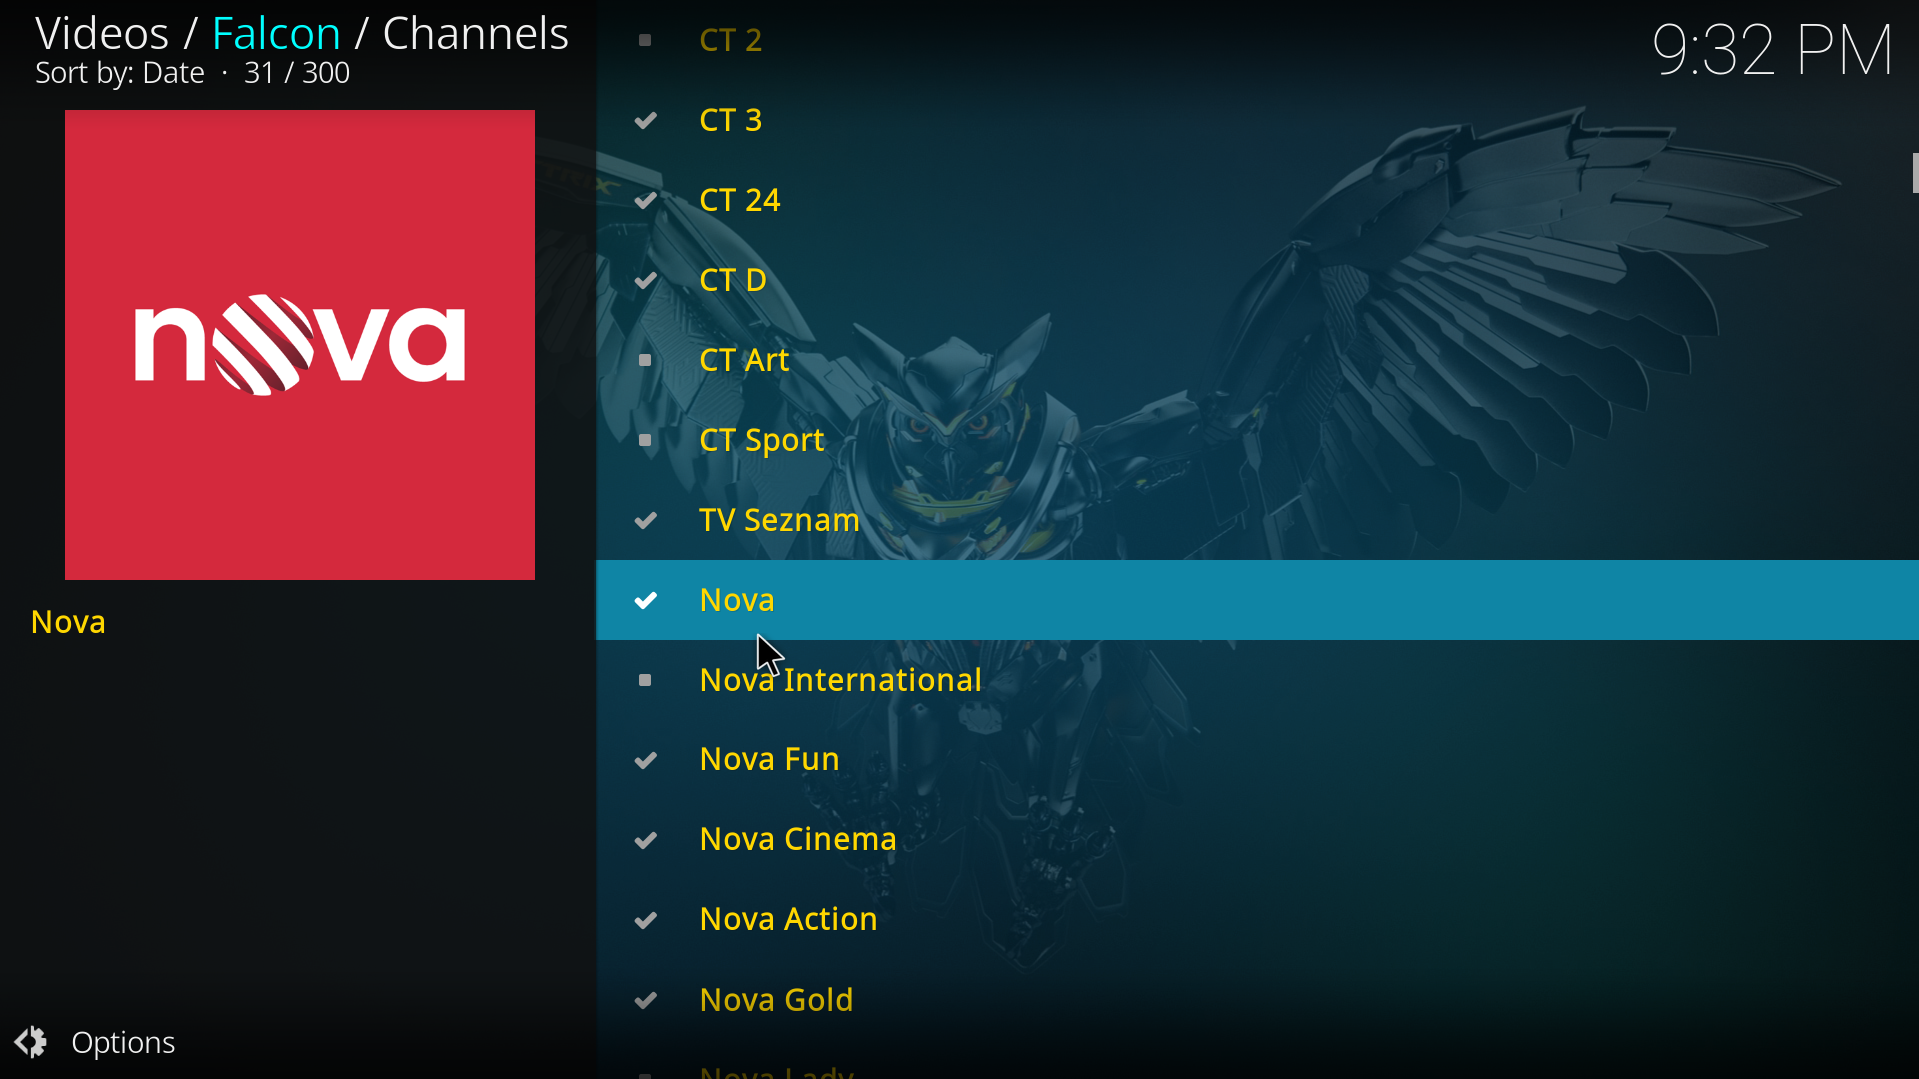 Videos / Falcon / Channels
Sort by: Date · 31 / 300
9:32 PM
nova
Nova
CT 2
CT 3
CT 24
CT D
CT Art
CT Sport
TV Seznam
Nova
Nova International
Nova Fun
Nova Cinema
Nova Action
Nova Gold
Nova Lady
Options